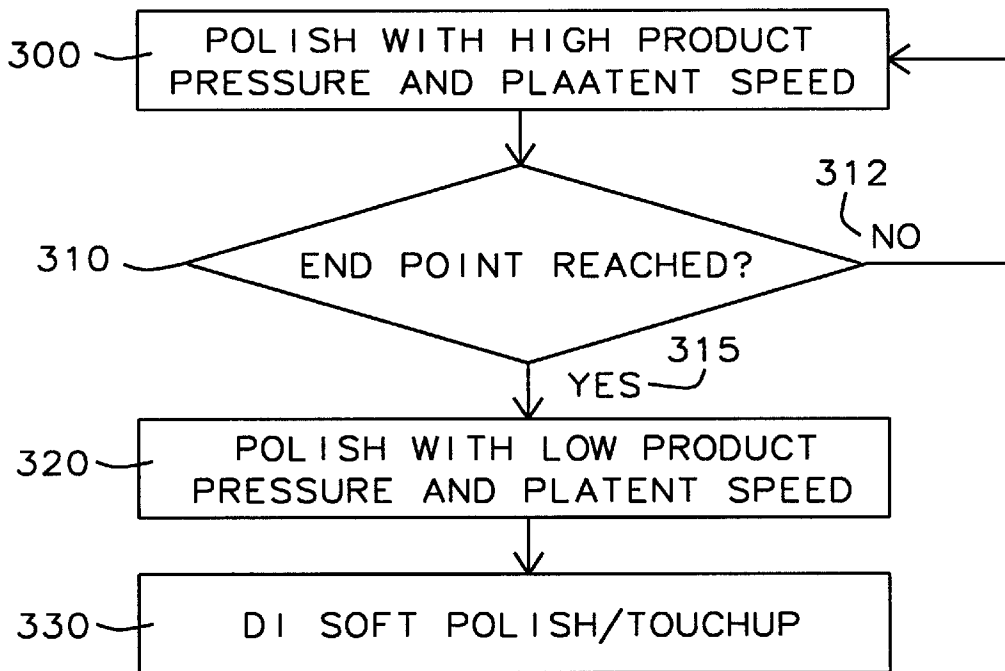 300
POLISH WITH HIGH PRODUCT
PRESSURE AND PLAATENT SPEED
312
NO
310
END POINT REACHED?
315
YES
320
POLISH WITH LOW PRODUCT
PRESSURE AND PLATENT SPEED
330
DI SOFT POLISH/TOUCHUP